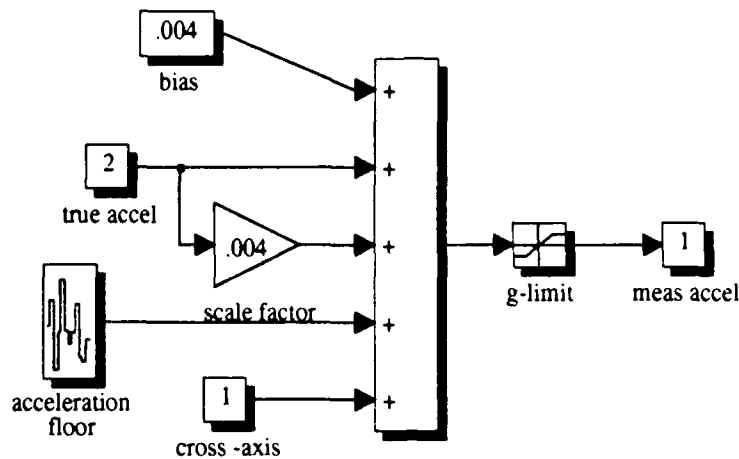 .004
bias
+
2
true accel
+
.004
+
scale factor
+
acceleration
floor
1
cross -axis
+
g-limit
1
meas accel